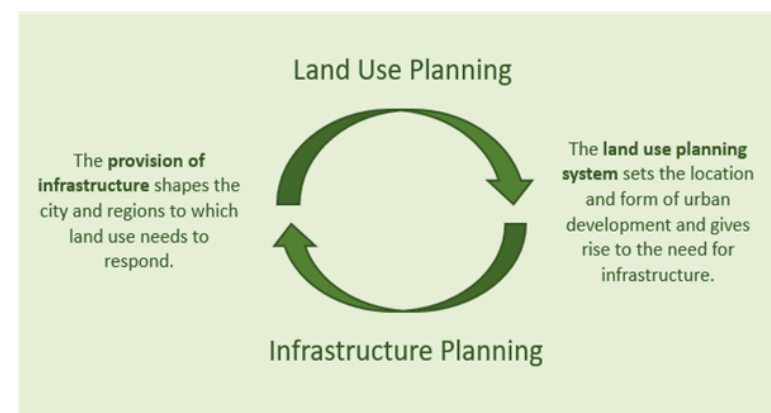 Land Use Planning
The provision of
infrastructure shapes the
city and regions to which
land use needs to
respond.
The land use planning
system sets the location
and form of urban
development and gives
rise to the need for
infrastructure.
Infrastructure Planning